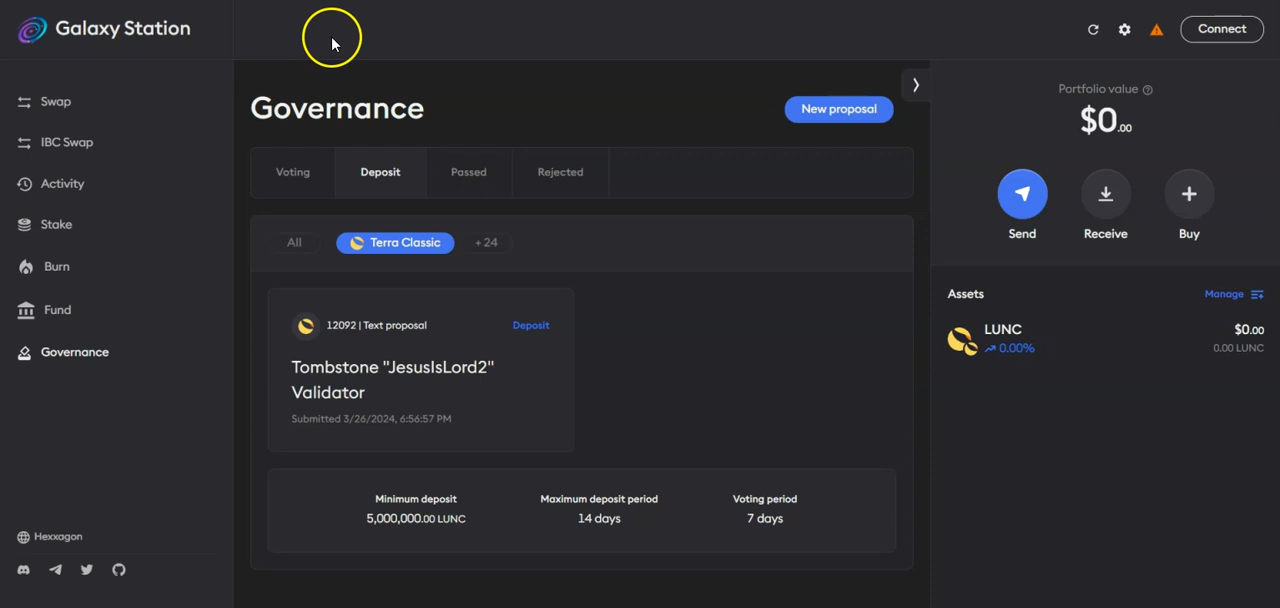 Galaxy Station
Connect
Swap
IBC Swap
Activity
Stake
Burn
Fund
Governance
Hexxagon
Governance
New proposal
Voting
Deposit
Passed
Rejected
All
Terra Classic
+24
12092 | Text proposal
Deposit
Tombstone "JesusIsLord2"
Validator
Submitted 3/26/2024, 6:56:57 PM
Minimum deposit
5,000,000.00 LUNC
Maximum deposit period
14 days
Voting period
7 days
Portfolio value
$0.00
Send
Receive
Buy
Assets
Manage
LUNC
$0.00
0.00%
0.00 LUNC